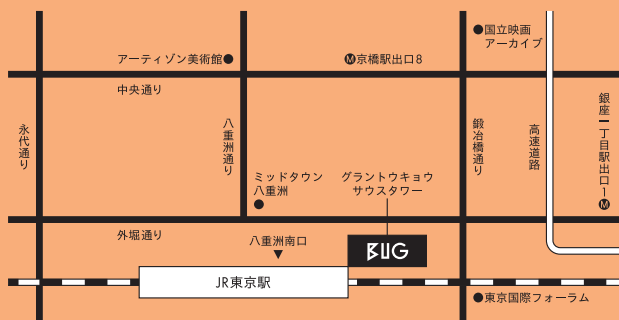 国立映画
アーカイブ
アーティゾン美術館
M京橋駅出口8
中央通り
永代通り
八重洲通り
鍛冶橋通り
高速道路
銀座一丁目駅出口1M
ミッドタウン
八重洲
グラントウキョウ
サウスタワー
外堀通り
八重洲南口
BUG
JR東京駅
東京国際フォーラム